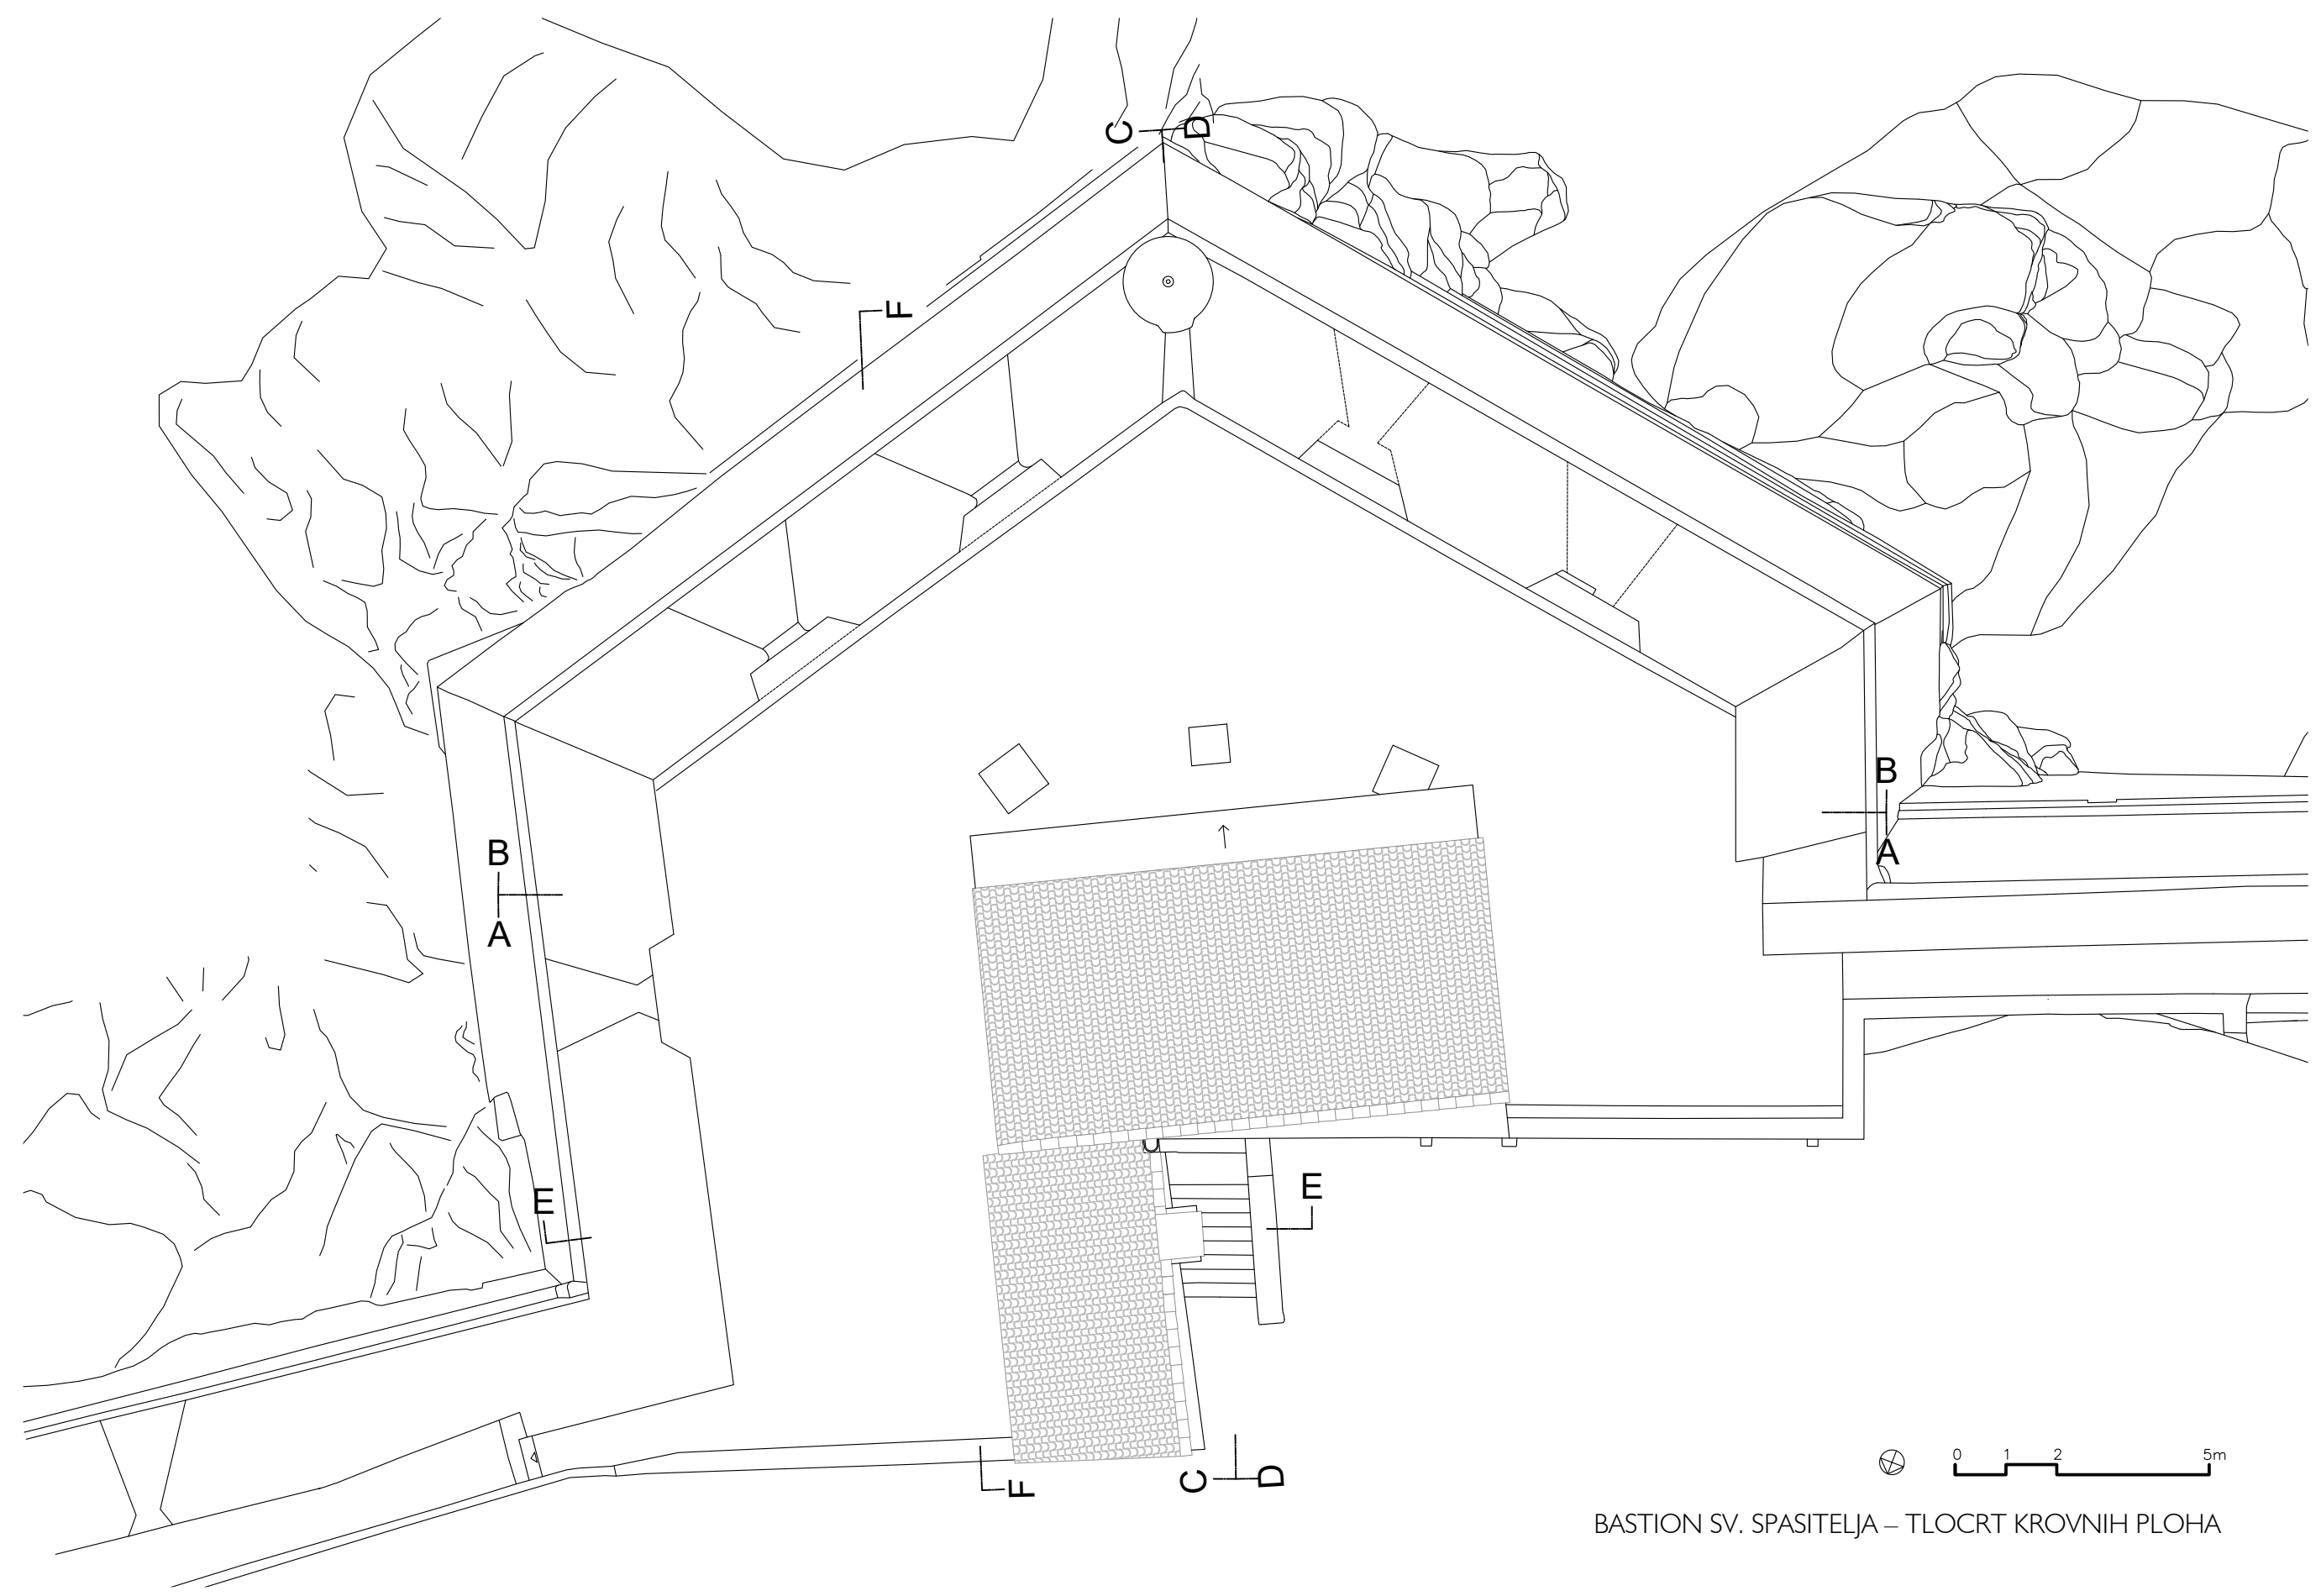 C D
F
B
A
B
A
E
E
F
C D
0 1 2 5m
BASTION SV. SPASITELJA – TLOCRT KROVNIH PLOHA